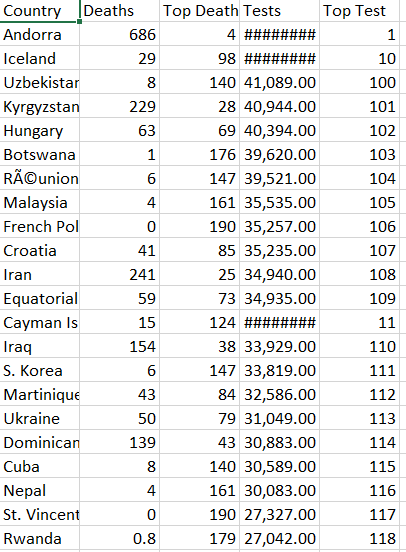 Country Deaths Top Death Tests Top Test
Andorra 686 4 ######## 1
Iceland 29 98 ######## 10
Uzbekistan 8 140 41,089.00 100
Kyrgyzstan 229 28 40,944.00 101
Hungary 63 69 40,394.00 102
Botswana 1 176 39,620.00 103
RÃ©union 6 147 39,521.00 104
Malaysia 4 161 35,535.00 105
French Pol 0 190 35,257.00 106
Croatia 41 85 35,235.00 107
Iran 241 25 34,940.00 108
Equatorial 59 73 34,935.00 109
Cayman Is 15 124 ######## 11
Iraq 154 38 33,929.00 110
S. Korea 6 147 33,819.00 111
Martinique 43 84 32,586.00 112
Ukraine 50 79 31,049.00 113
Dominican 139 43 30,883.00 114
Cuba 8 140 30,589.00 115
Nepal 4 161 30,083.00 116
St. Vincent 0 190 27,327.00 117
Rwanda 0.8 179 27,042.00 118